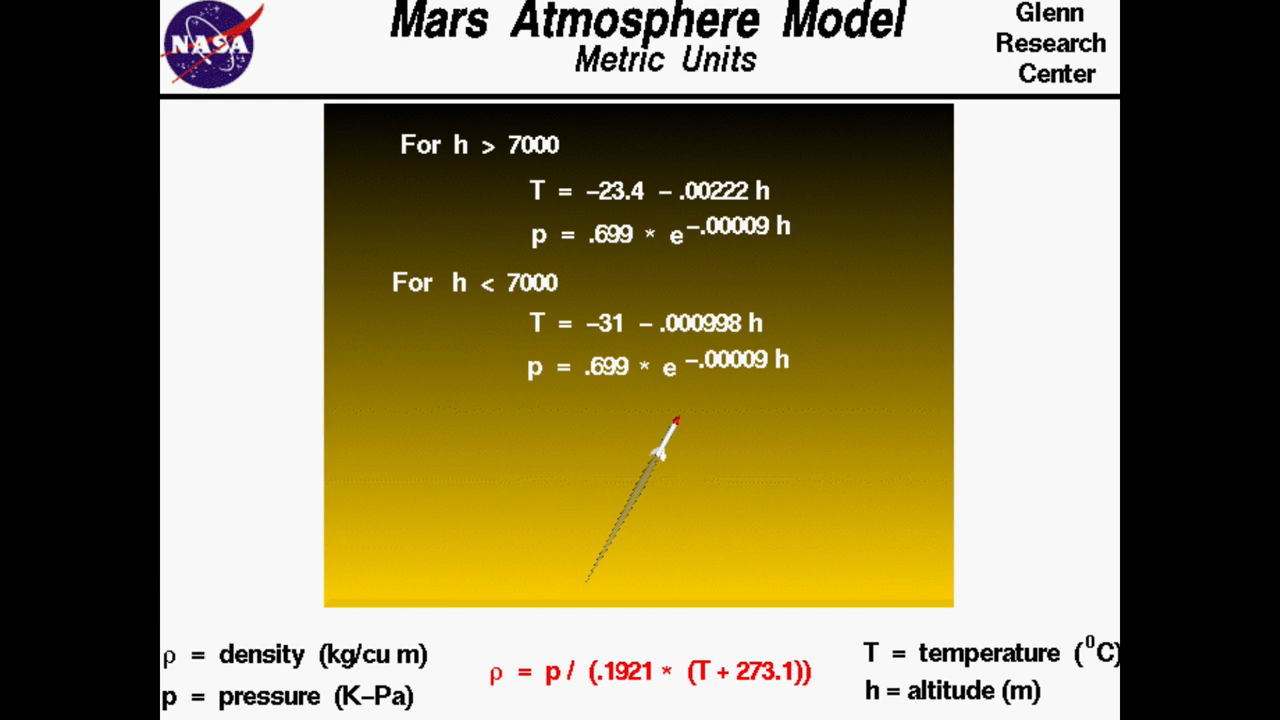 NASA
Mars Atmosphere Model
Metric Units
Glenn
Research
Center
For h > 7000
T = –23.4 – .00222 h
p = .699 * e –.00009 h
For h < 7000
T = –31 – .000998 h
p = .699 * e –.00009 h
ρ = density (kg/cu m)
p = pressure (K–Pa)
ρ = p / (.1921 * (T + 273.1))
T = temperature (⁰C)
h = altitude (m)